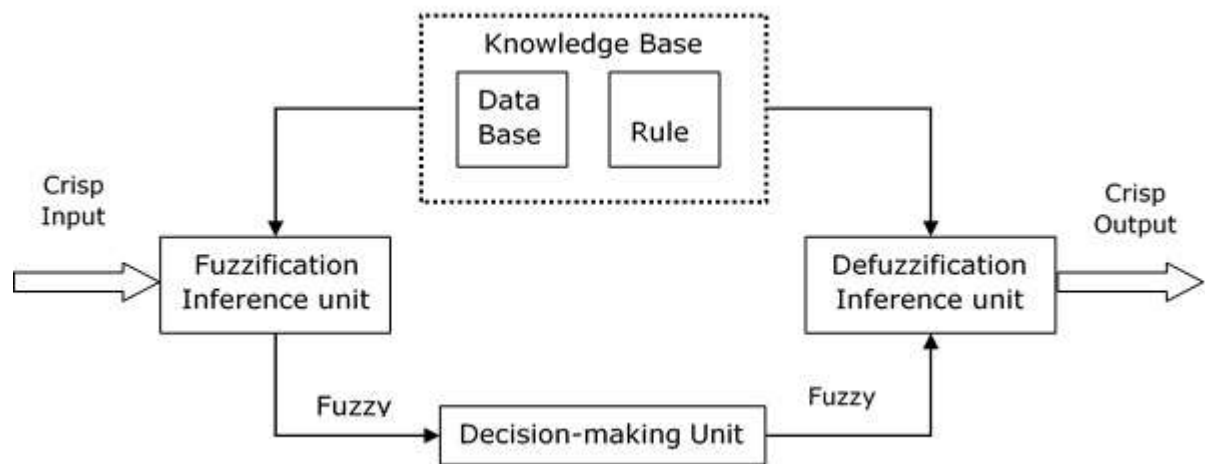 Knowledge Base
Data
Base
Rule
Crisp
Input
Crisp
Output
Fuzzification
Inference unit
Defuzzification
Inference unit
Fuzzy
Fuzzy
Decision-making Unit